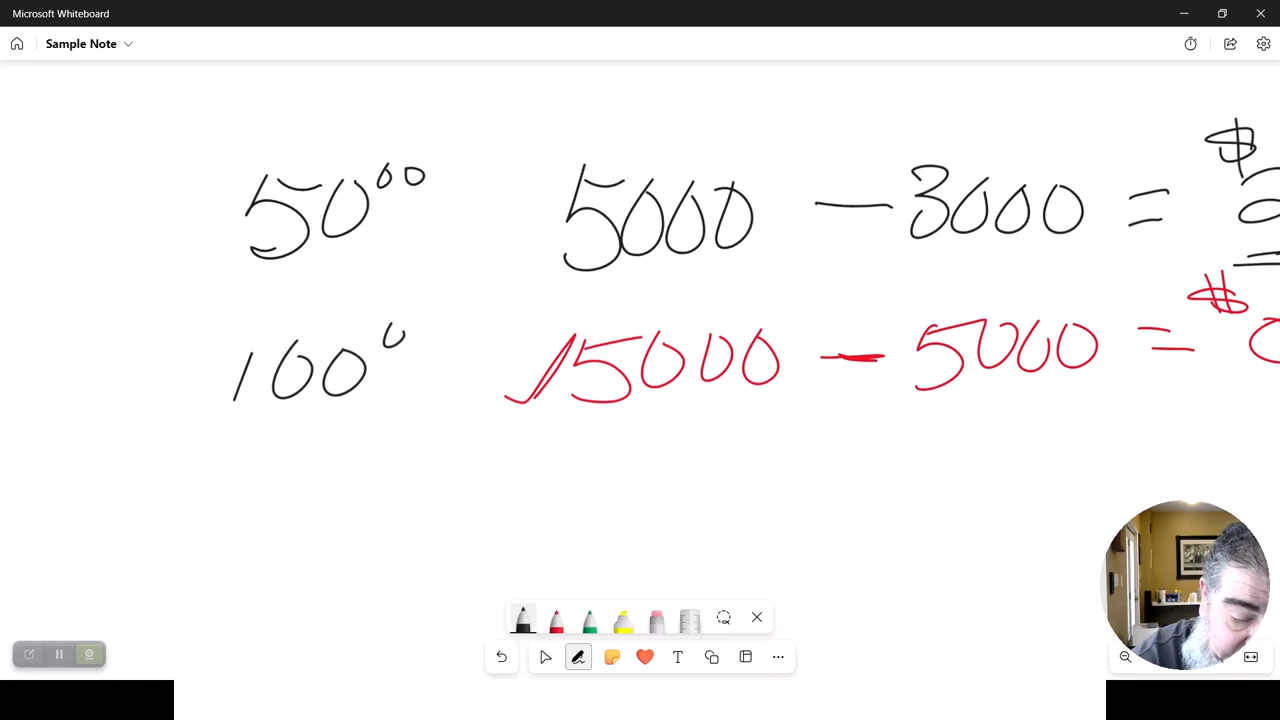 Microsoft Whiteboard
Sample Note
50⁰⁰ 5000 — 3000 = $
100⁰ 15000 — 5000 = $
T